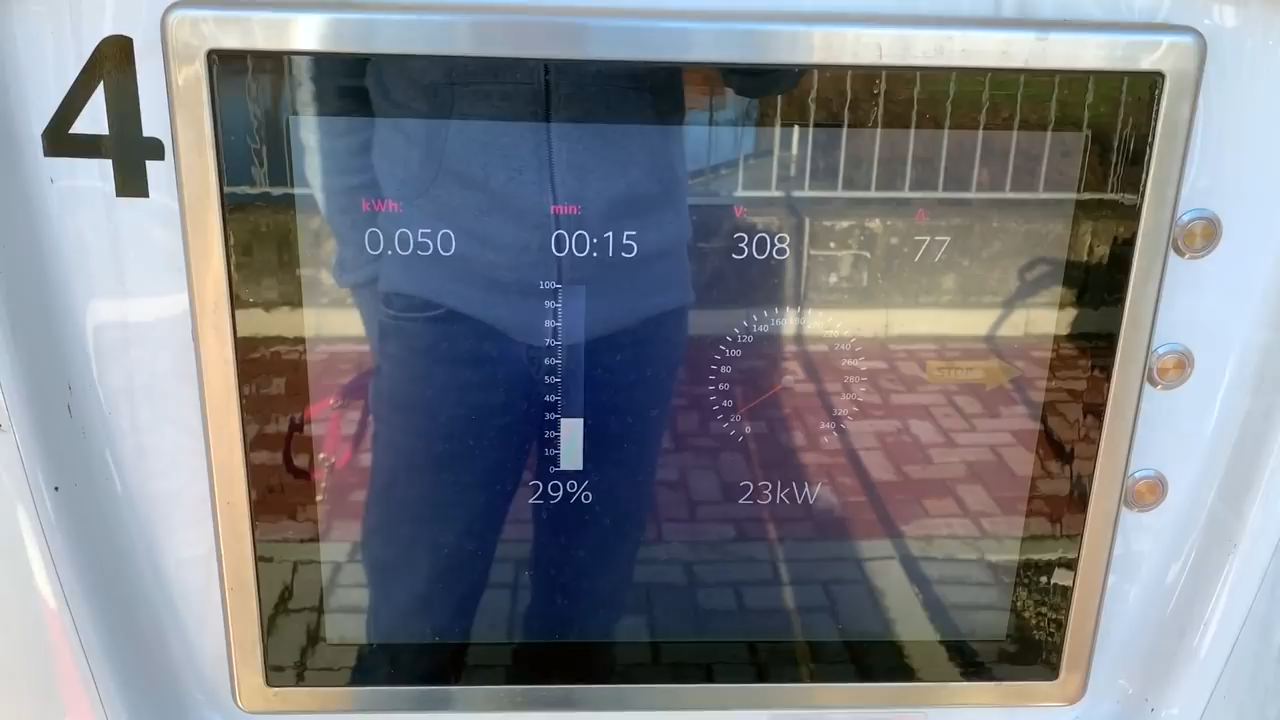 4
kWh: min: V: A:
0.050 00:15 308 77
100
90
80
70
60
50
40
30
20
10
0
0 20 40 60 80 100 120 140 160 180 220 240 260 280 300 320 340
STOP
29% 23kW